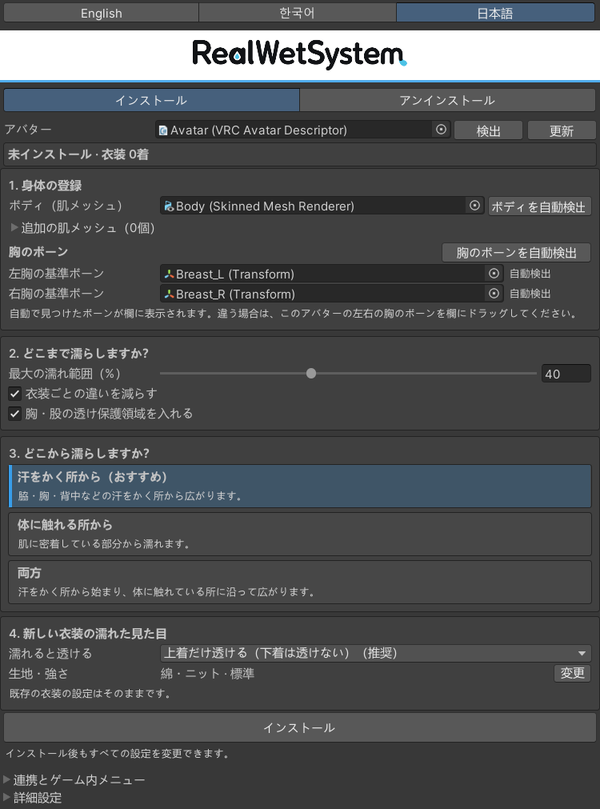 English
한국어
日本語
RealWetSystem
インストール
アンインストール
アバター
Avatar (VRC Avatar Descriptor)
検出
更新
未インストール · 衣装 0着
1. 身体の登録
ボディ（肌メッシュ）
Body (Skinned Mesh Renderer)
ボディを自動検出
追加の肌メッシュ（0個）
胸のボーン
胸のボーンを自動検出
左胸の基準ボーン
Breast_L (Transform)
自動検出
右胸の基準ボーン
Breast_R (Transform)
自動検出
自動で見つけたボーンが欄に表示されます。違う場合は、このアバターの左右の胸のボーンを欄にドラッグしてください。
2. どこまで濡らしますか?
最大の濡れ範囲（%）
40
衣装ごとの違いを減らす
胸・股の透け保護領域を入れる
3. どこから濡らしますか?
汗をかく所から（おすすめ）
脇・胸・背中などの汗をかく所から広がります。
体に触れる所から
肌に密着している部分から濡れます。
両方
汗をかく所から始まり、体に触れている所に沿って広がります。
4. 新しい衣装の濡れた見た目
濡れると透ける
上着だけ透ける（下着は透けない）（推奨）
生地・強さ
綿・ニット · 標準
変更
既存の衣装の設定はそのままです。
インストール
インストール後もすべての設定を変更できます。
連携とゲーム内メニュー
詳細設定